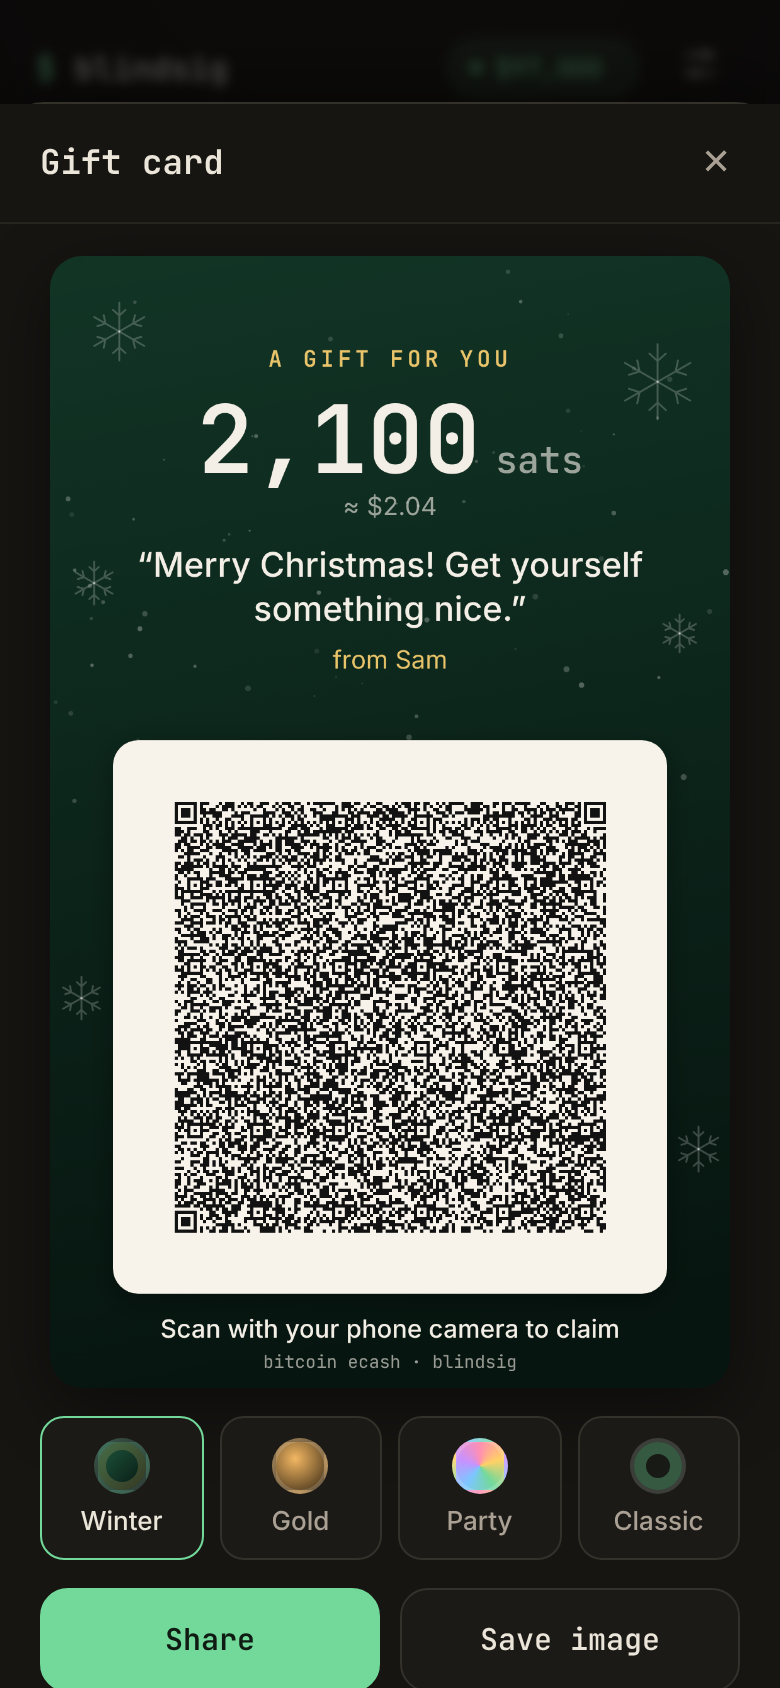 blindsig
Gift card
A GIFT FOR YOU
2,100 sats
≈ $2.04
“Merry Christmas! Get yourself
something nice.”
from Sam
Scan with your phone camera to claim
bitcoin ecash · blindsig
Winter
Gold
Party
Classic
Share
Save image